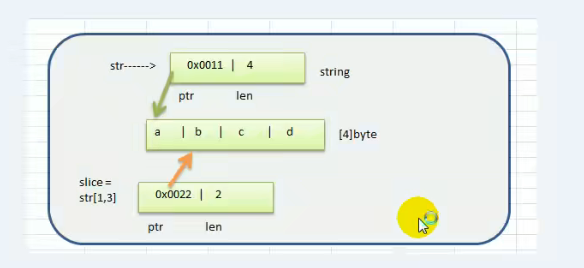 str------> 0x0011 | 4 string
ptr len
a | b | c | d [4]byte
slice =
str[1,3] 0x0022 | 2
ptr len